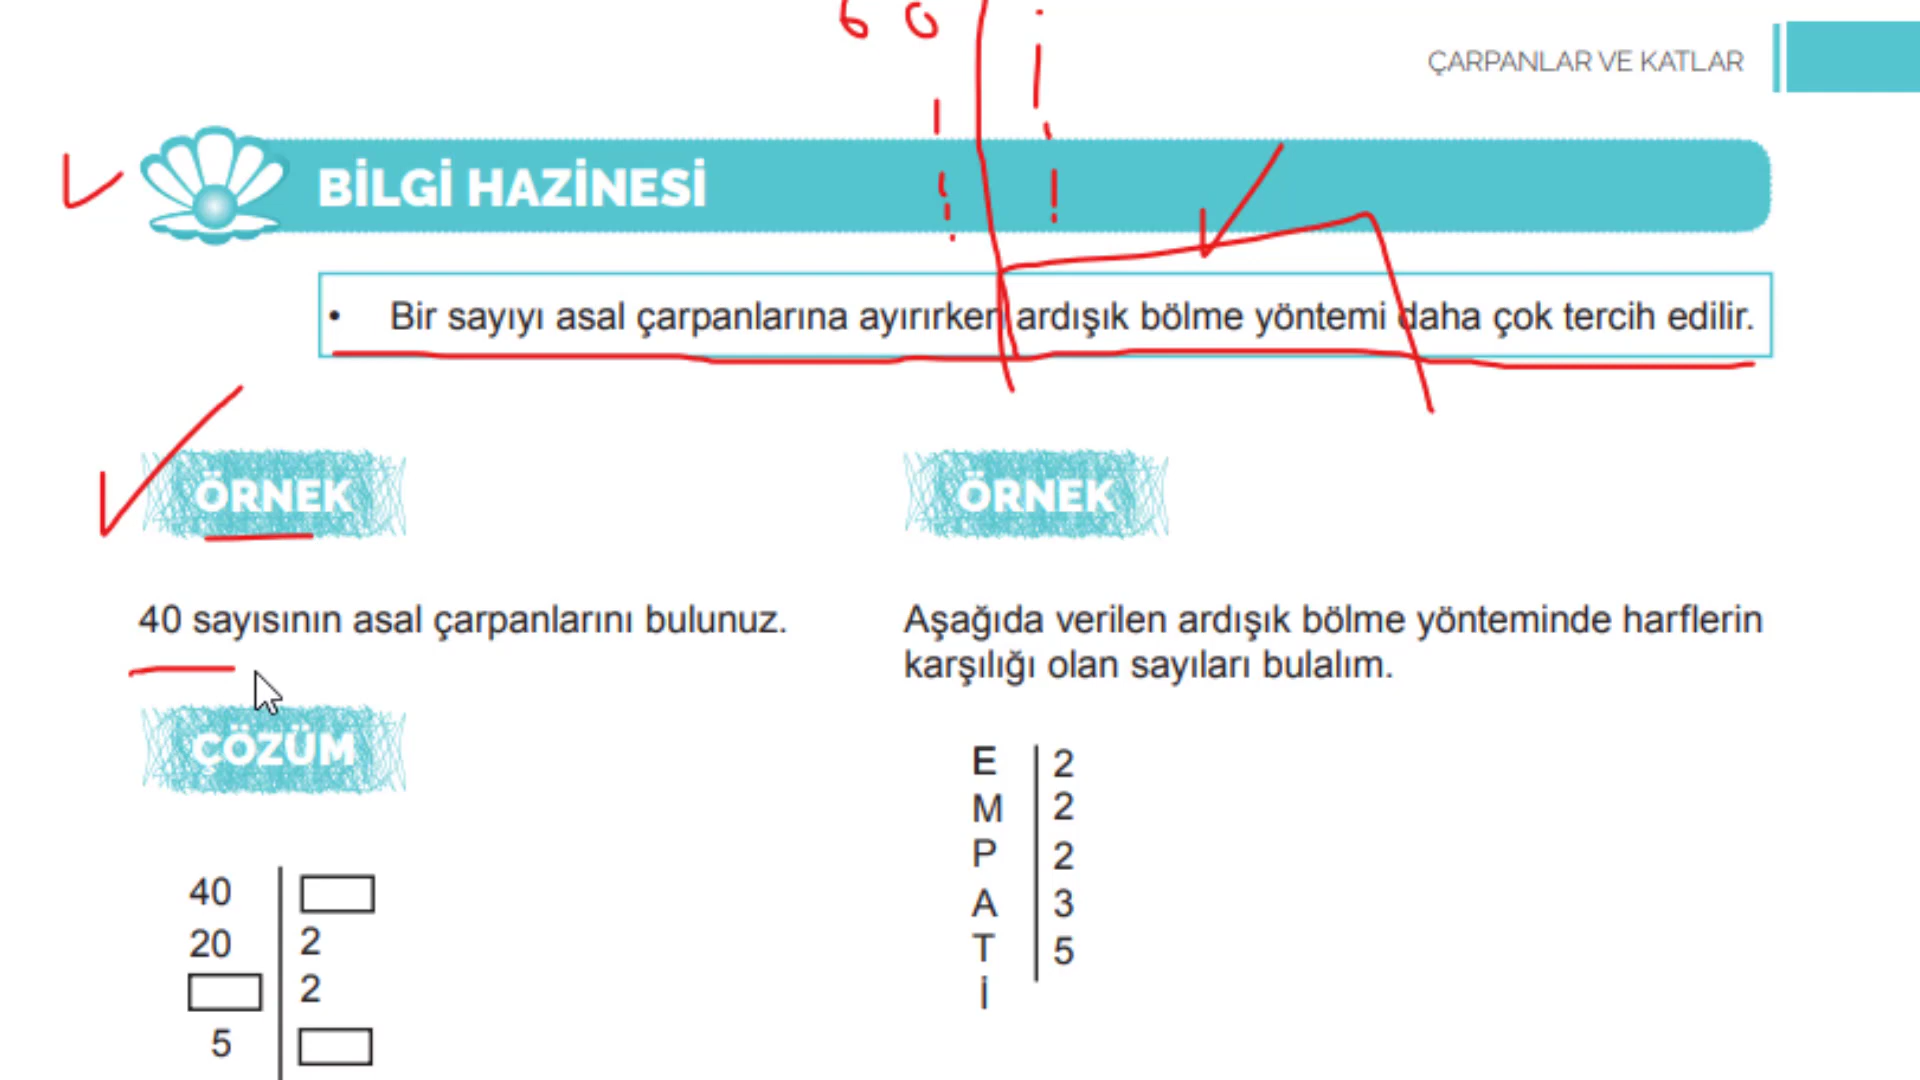 60
ÇARPANLAR VE KATLAR
BİLGİ HAZİNESİ
• Bir sayıyı asal çarpanlarına ayırırken ardışık bölme yöntemi daha çok tercih edilir.
ÖRNEK
40 sayısının asal çarpanlarını bulunuz.
ÇÖZÜM
40
20 2
2
5
ÖRNEK
Aşağıda verilen ardışık bölme yönteminde harflerin
karşılığı olan sayıları bulalım.
E 2
M 2
P 2
A 3
T 5
İ